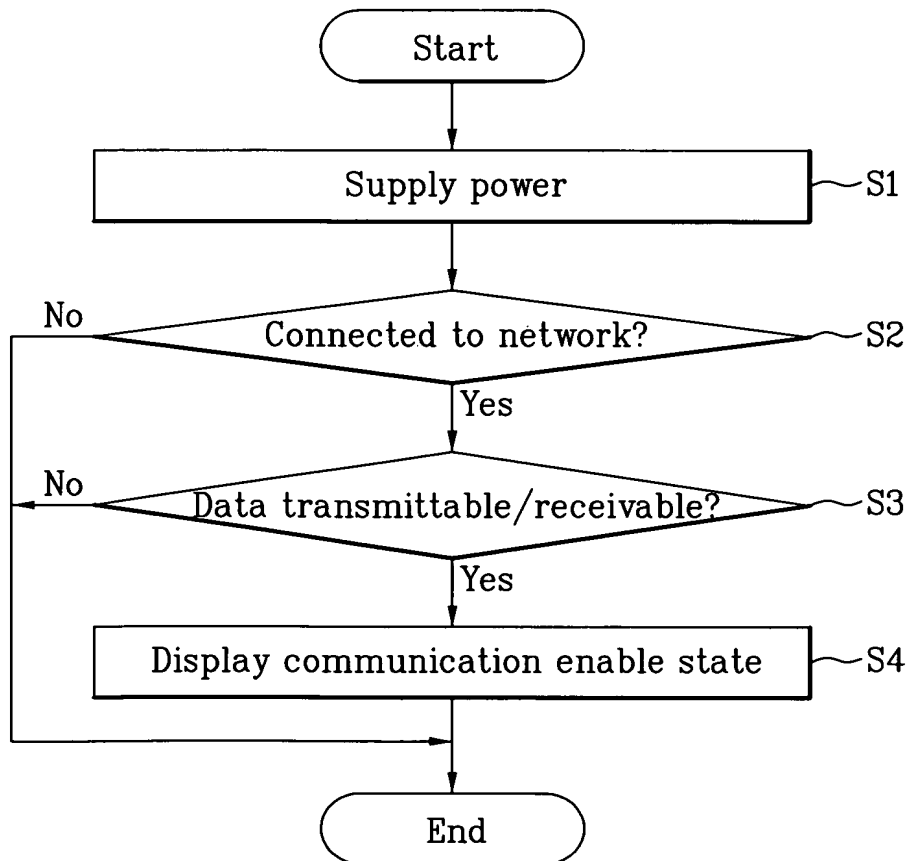 Start
Supply power
S1
No
Connected to network?
S2
Yes
No
Data transmittable/receivable?
S3
Yes
Display communication enable state
S4
End